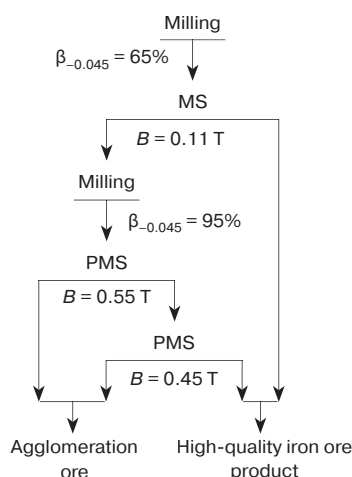 Milling
β–0.045 = 65%
MS
B = 0.11 T
Milling
β–0.045 = 95%
PMS
B = 0.55 T
PMS
B = 0.45 T
Agglomeration
ore
High-quality iron ore
product